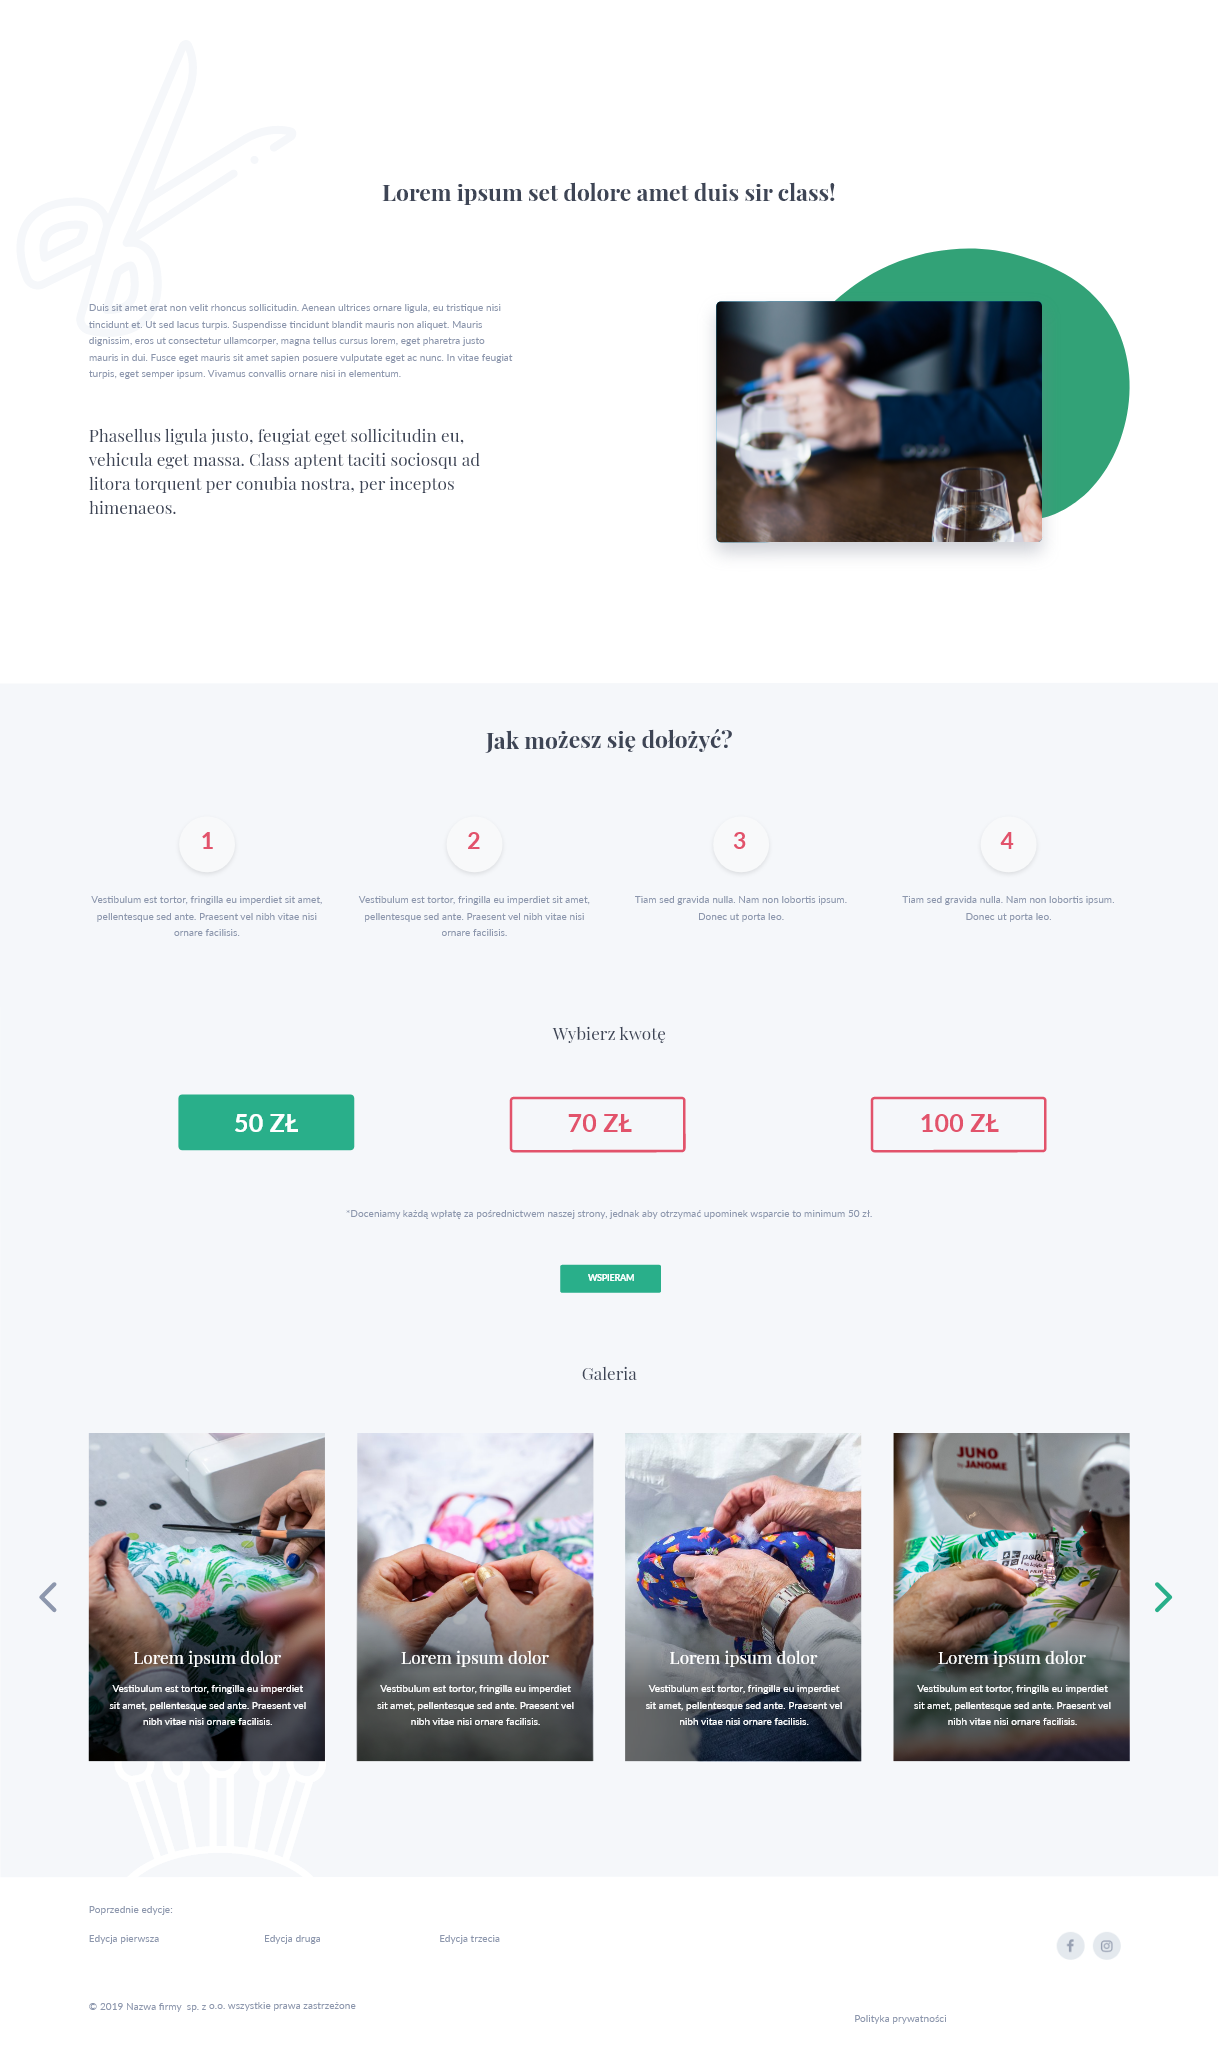 Lorem ipsum set dolore amet duis sir class!
Duis sit amet erat non velit rhoncus sollicitudin. Aenean ultrices ornare ligula, eu tristique nisi
tincidunt et. Ut sed lacus turpis. Suspendisse tincidunt blandit mauris non aliquet. Mauris
dignissim, eros ut consectetur ullamcorper, magna tellus cursus lorem, eget pharetra justo
mauris in dui. Fusce eget mauris sit amet sapien posuere vulputate eget ac nunc. In vitae feugiat
turpis, eget semper ipsum. Vivamus convallis ornare nisi in elementum.
Phasellus ligula justo, feugiat eget sollicitudin eu,
vehicula eget massa. Class aptent taciti sociosqu ad
litora torquent per conubia nostra, per inceptos
himenaeos.
Jak możesz się dołożyć?
1
Vestibulum est tortor, fringilla eu imperdiet sit amet,
pellentesque sed ante. Praesent vel nibh vitae nisi
ornare facilisis.
2
Vestibulum est tortor, fringilla eu imperdiet sit amet,
pellentesque sed ante. Praesent vel nibh vitae nisi
ornare facilisis.
3
Tiam sed gravida nulla. Nam non lobortis ipsum.
Donec ut porta leo.
4
Tiam sed gravida nulla. Nam non lobortis ipsum.
Donec ut porta leo.
Wybierz kwotę
50 ZŁ
70 ZŁ
100 ZŁ
*Doceniamy każdą wpłatę za pośrednictwem naszej strony, jednak aby otrzymać upominek wsparcie to minimum 50 zł.
WSPIERAM
Galeria
Lorem ipsum dolor
Vestibulum est tortor, fringilla eu imperdiet
sit amet, pellentesque sed ante. Praesent vel
nibh vitae nisi ornare facilisis.
Lorem ipsum dolor
Vestibulum est tortor, fringilla eu imperdiet
sit amet, pellentesque sed ante. Praesent vel
nibh vitae nisi ornare facilisis.
Lorem ipsum dolor
Vestibulum est tortor, fringilla eu imperdiet
sit amet, pellentesque sed ante. Praesent vel
nibh vitae nisi ornare facilisis.
JUNO
by JANOME
poke
Lorem ipsum dolor
Vestibulum est tortor, fringilla eu imperdiet
sit amet, pellentesque sed ante. Praesent vel
nibh vitae nisi ornare facilisis.
Poprzednie edycje:
Edycja pierwsza
Edycja druga
Edycja trzecia
© 2019 Nazwa firmy sp. z o.o. wszystkie prawa zastrzeżone
Polityka prywatności